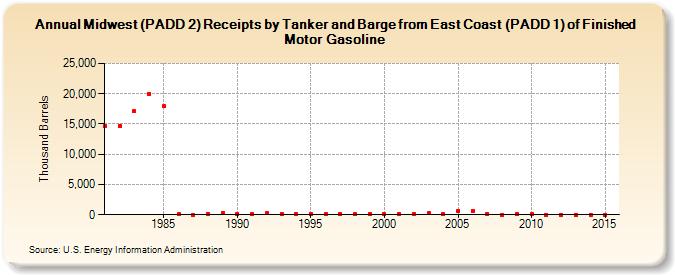 Annual Midwest (PADD 2) Receipts by Tanker and Barge from East Coast (PADD 1) of Finished
Motor Gasoline
Thousand Barrels
25,000
20,000
15,000
10,000
5,000
0
1985 1990 1995 2000 2005 2010 2015
Source: U.S. Energy Information Administration